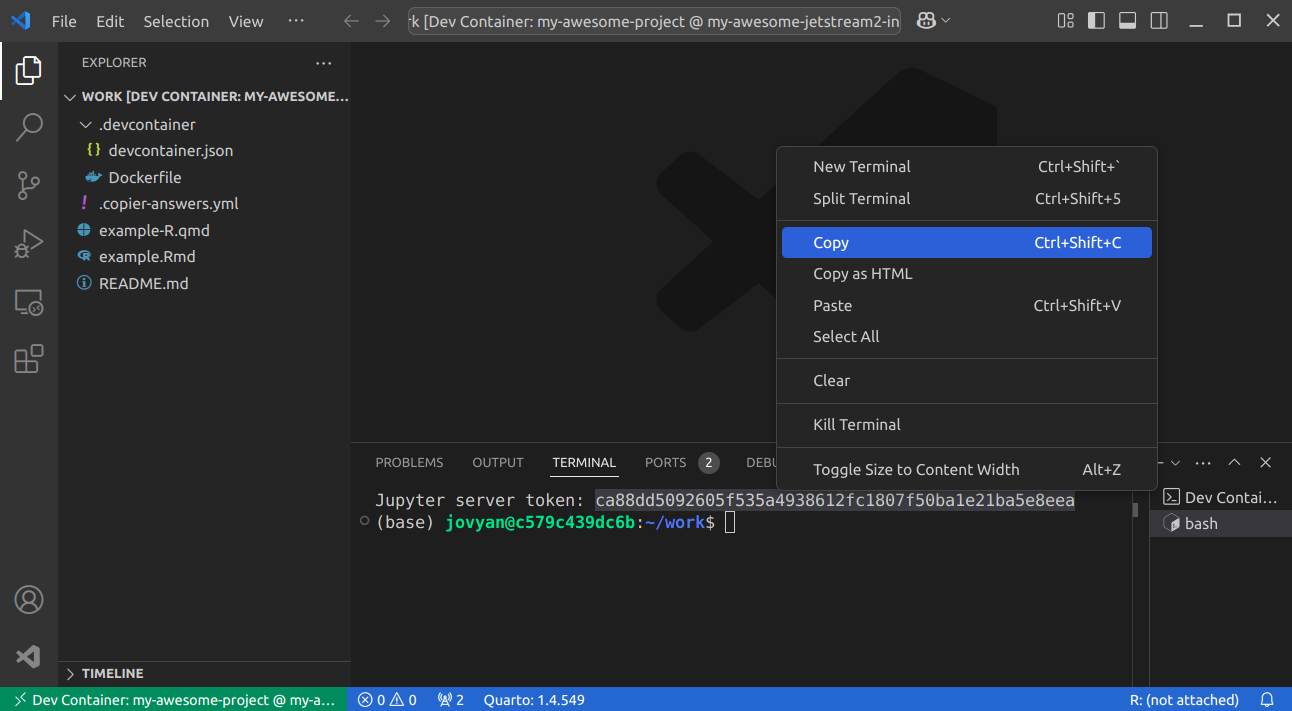 File Edit Selection View ··· rk [Dev Container: my-awesome-project @ my-awesome-jetstream2-in
EXPLORER
WORK [DEV CONTAINER: MY-AWESOME...
.devcontainer
{} devcontainer.json
Dockerfile
! .copier-answers.yml
example-R.qmd
example.Rmd
README.md
TIMELINE
New Terminal Ctrl+Shift+`
Split Terminal Ctrl+Shift+5
Copy Ctrl+Shift+C
Copy as HTML
Paste Ctrl+Shift+V
Select All
Clear
Kill Terminal
Toggle Size to Content Width Alt+Z
PROBLEMS OUTPUT TERMINAL PORTS 2 DEBU
Jupyter server token: ca88dd5092605f535a4938612fc1807f50ba1e21ba5e8eea
(base) jovyan@c579c439dc6b:~/work$
Dev Contai...
bash
Dev Container: my-awesome-project @ my-a... 0 0 2 Quarto: 1.4.549 R: (not attached)